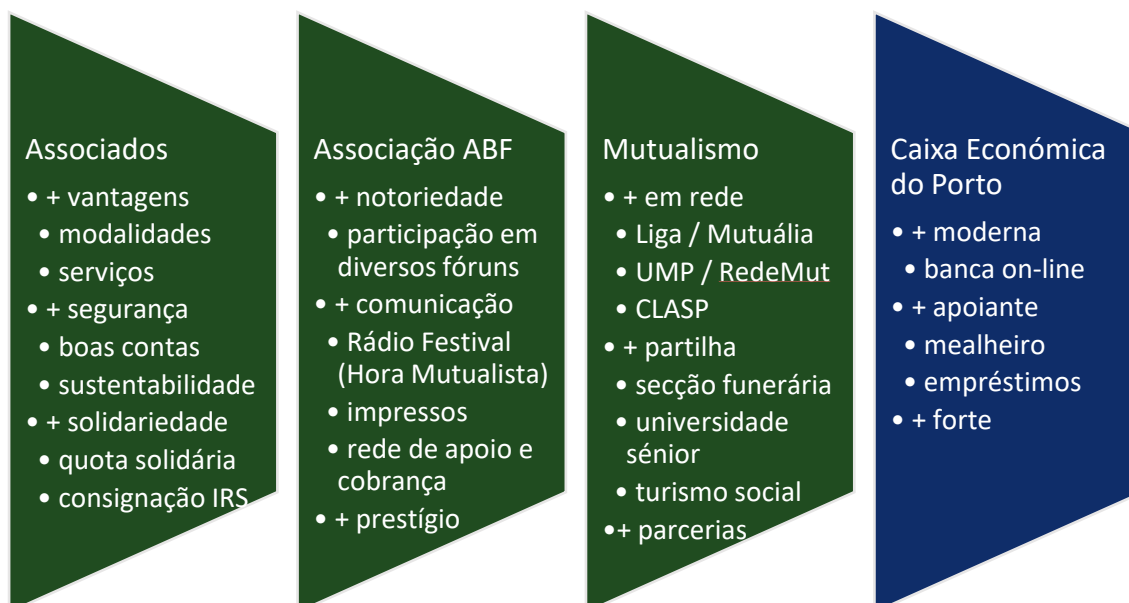 Associados
• + vantagens
• modalidades
• serviços
• + segurança
• boas contas
• sustentabilidade
• + solidariedade
• quota solidária
• consignação IRS
Associação ABF
• + notoriedade
• participação em
diversos fóruns
• + comunicação
• Rádio Festival
(Hora Mutualista)
• impressos
• rede de apoio e
cobrança
• + prestígio
Mutualismo
• + em rede
• Liga / Mutuália
• UMP / RedeMut
• CLASP
• + partilha
• secção funerária
• universidade
sénior
• turismo social
•+ parcerias
Caixa Económica
do Porto
• + moderna
• banca on-line
• + apoiante
• mealheiro
• empréstimos
• + forte